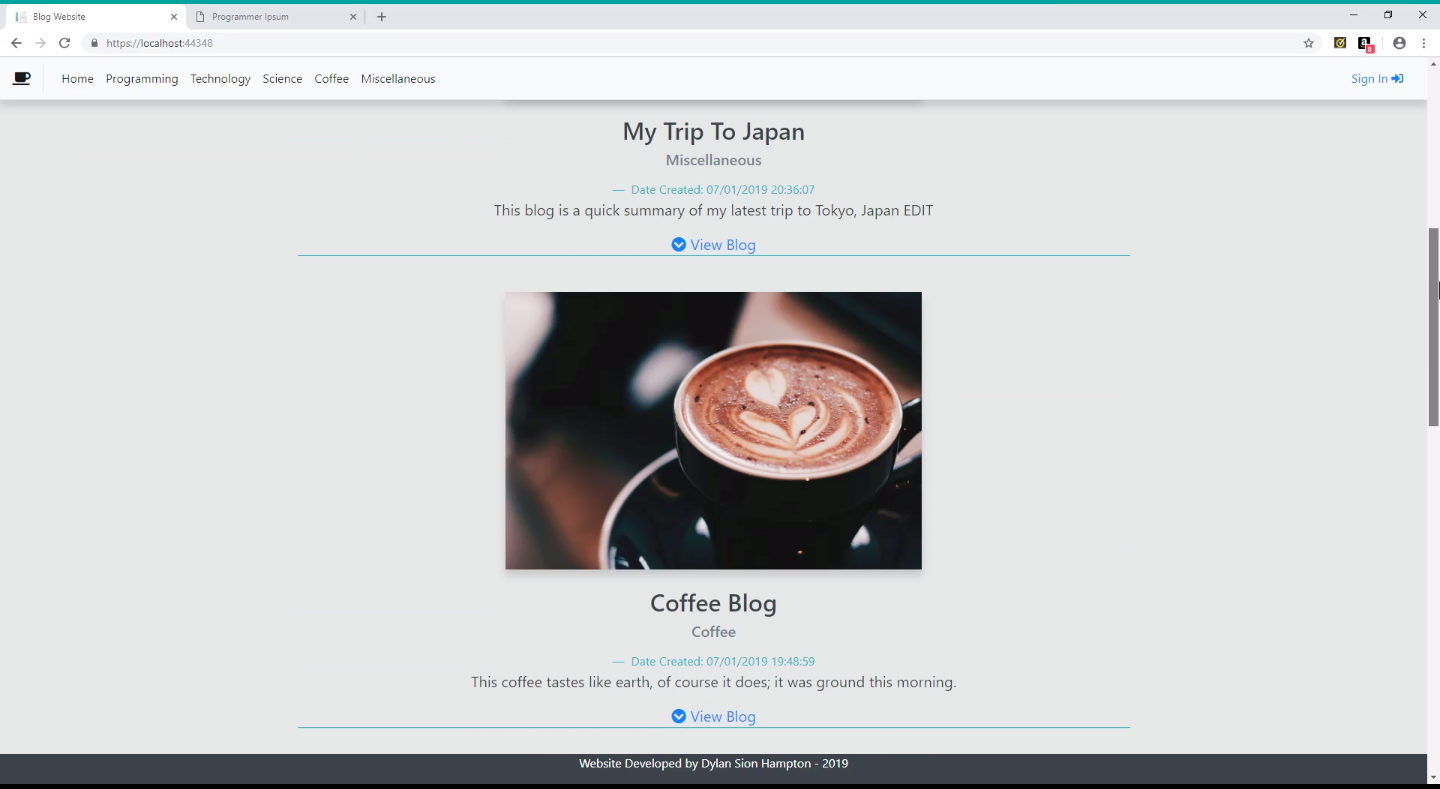 Blog Website
Programmer Ipsum
https://localhost:44348
8
Home Programming Technology Science Coffee Miscellaneous
Sign In
My Trip To Japan
Miscellaneous
— Date Created: 07/01/2019 20:36:07
This blog is a quick summary of my latest trip to Tokyo, Japan EDIT
View Blog
Coffee Blog
Coffee
— Date Created: 07/01/2019 19:48:59
This coffee tastes like earth, of course it does; it was ground this morning.
View Blog
Website Developed by Dylan Sion Hampton - 2019